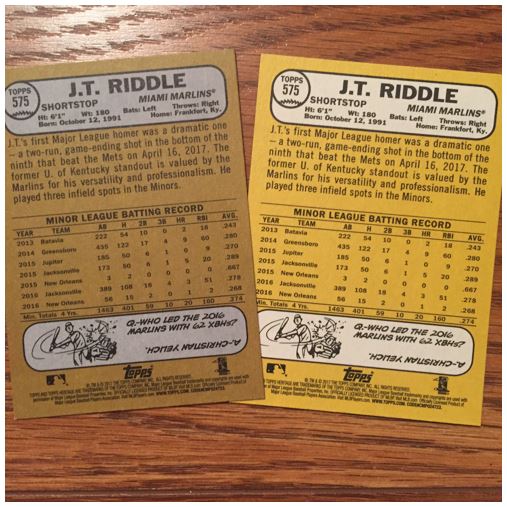 TOPPS
575
J.T. RIDDLE
SHORTSTOP
MIAMI MARLINS®
Ht: 6'1" Wt: 180 Bats: Left Throws: Right
Born: October 12, 1991 Home: Frankfort, Ky.
J.T.'s first Major League homer was a dramatic one
— a two-run, game-ending shot in the bottom of the
ninth that beat the Mets on April 16, 2017. The
former U. of Kentucky standout is valued by the
Marlins for his versatility and professionalism. He
played three infield spots in the Minors.
MINOR LEAGUE BATTING RECORD
YEAR TEAM AB H 2B 3B HR RBI AVG.
2013 Batavia 222 54 10 0 2 18 .243
2014 Greensboro 435 122 17 4 9 60 .280
2015 Jupiter 185 50 6 1 0 9 .270
2015 Jacksonville 173 50 6 1 5 20 .289
2015 New Orleans 3 2 0 0 0 0 .667
2016 Jacksonville 389 108 18 4 3 51 .278
2016 New Orleans 56 15 2 0 1 2 .268
Min. Totals 4 Yrs. 1463 401 59 10 20 160 .274
Q.-WHO LED THE 2016
MARLINS WITH 62 XBH?
A.-CHRISTIAN YELICH.
Topps
TOPPS
575
J.T. RIDDLE
SHORTSTOP
MIAMI MARLINS®
Ht: 6'1" Wt: 180 Bats: Left Throws: Right
Born: October 12, 1991 Home: Frankfort, Ky.
J.T.'s first Major League homer was a dramatic one
— a two-run, game-ending shot in the bottom of the
ninth that beat the Mets on April 16, 2017. The
former U. of Kentucky standout is valued by the
Marlins for his versatility and professionalism. He
played three infield spots in the Minors.
MINOR LEAGUE BATTING RECORD
YEAR TEAM AB H 2B 3B HR RBI AVG.
2013 Batavia 222 54 10 0 2 18 .243
2014 Greensboro 435 122 17 4 9 60 .280
2015 Jupiter 185 50 6 1 0 9 .270
2015 Jacksonville 173 50 6 1 5 20 .289
2015 New Orleans 3 2 0 0 0 0 .667
2016 Jacksonville 389 108 18 4 3 51 .278
2016 New Orleans 56 15 2 0 1 2 .268
Min. Totals 4 Yrs. 1463 401 59 10 20 160 .274
Q.-WHO LED THE 2016
MARLINS WITH 62 XBH?
A.-CHRISTIAN YELICH.
Topps